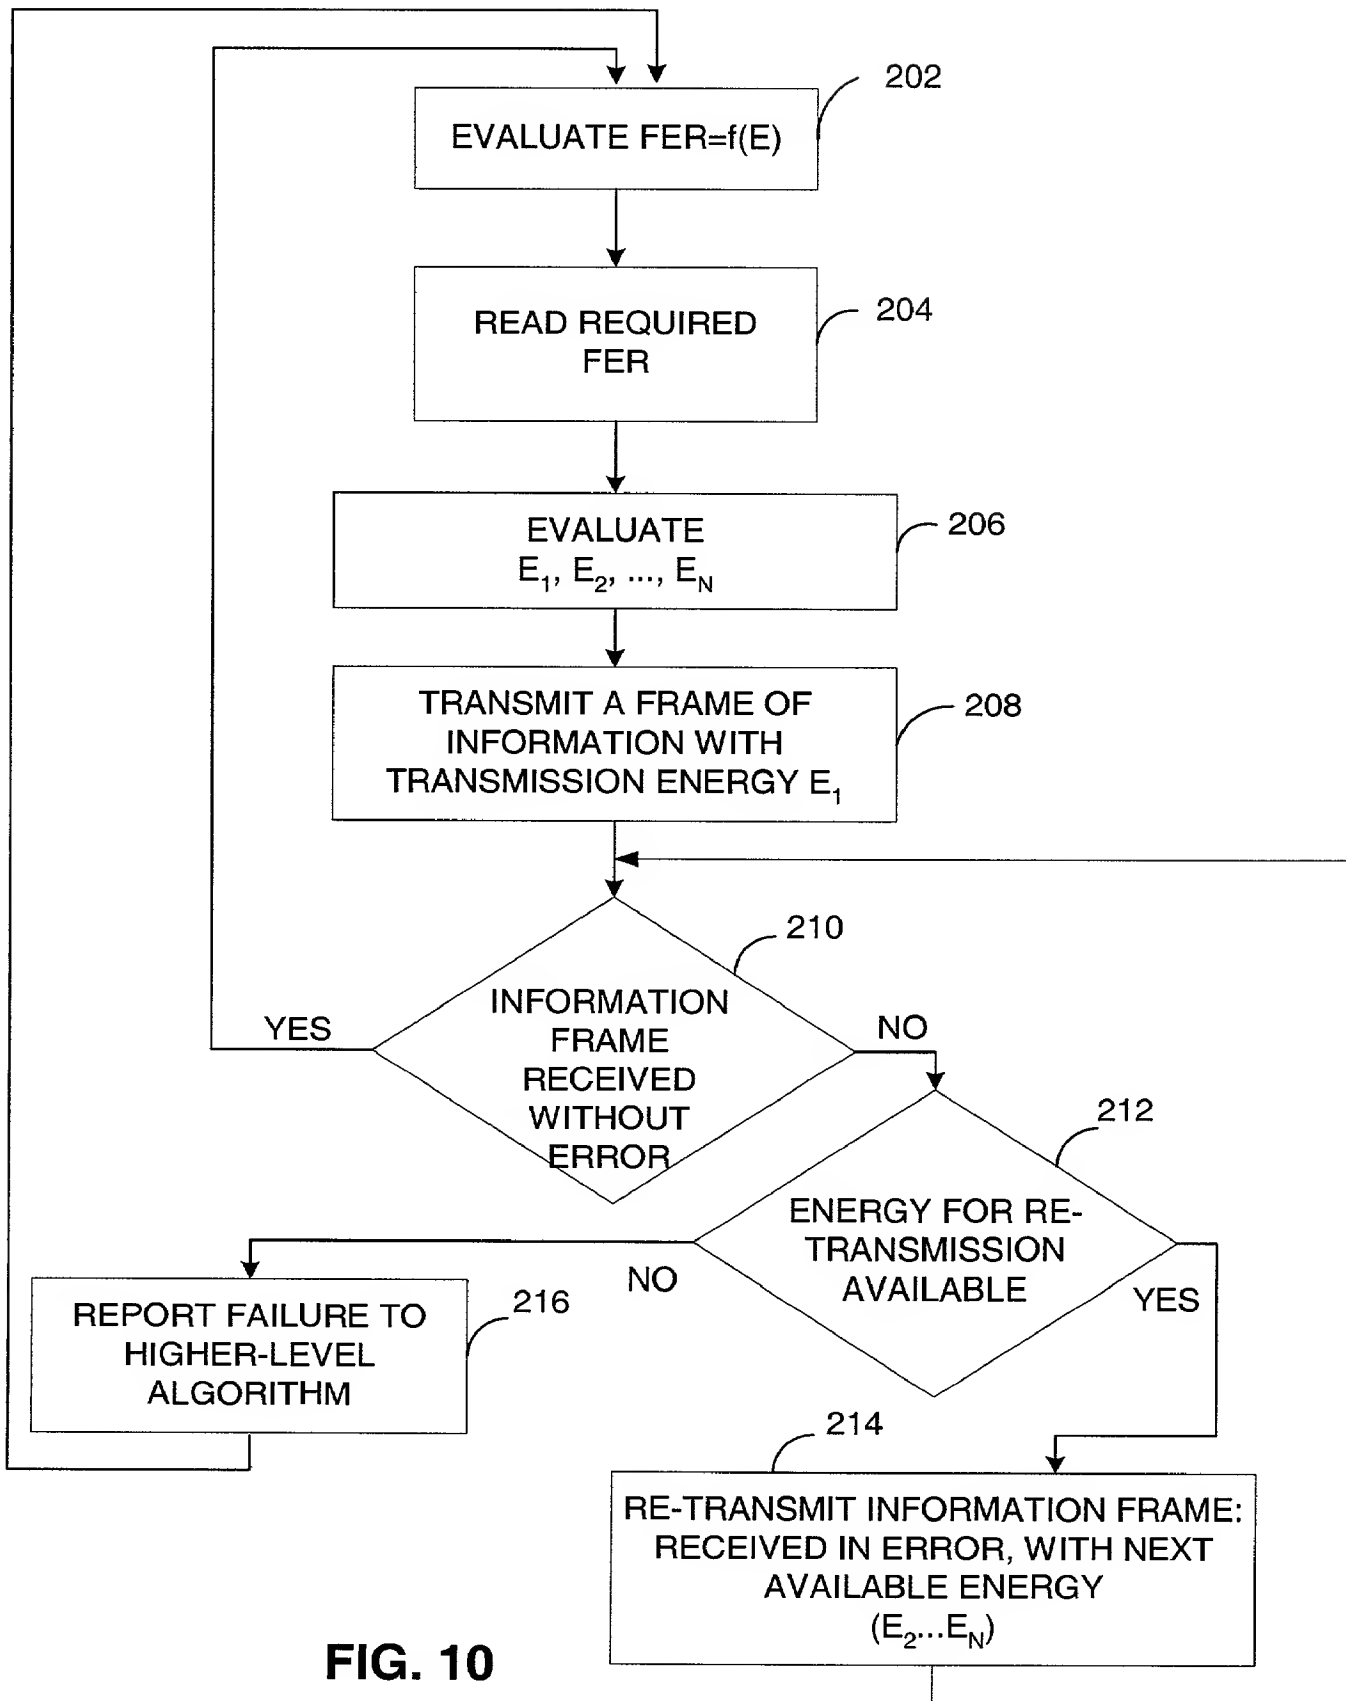 202
EVALUATE FER=f(E)
204
READ REQUIRED
FER
206
EVALUATE
E1, E2, ..., EN
208
TRANSMIT A FRAME OF
INFORMATION WITH
TRANSMISSION ENERGY E1
210
INFORMATION
FRAME
RECEIVED
WITHOUT
ERROR
YES
NO
212
ENERGY FOR RE-
TRANSMISSION
AVAILABLE
NO
YES
216
REPORT FAILURE TO
HIGHER-LEVEL
ALGORITHM
214
RE-TRANSMIT INFORMATION FRAME:
RECEIVED IN ERROR, WITH NEXT
AVAILABLE ENERGY
(E2...EN)
FIG. 10